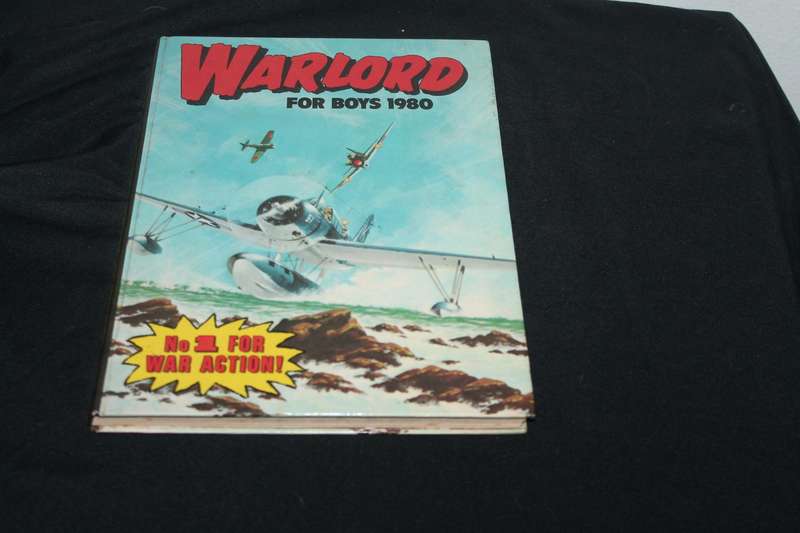 WARLORD
FOR BOYS 1980
No 1 FOR
WAR ACTION!